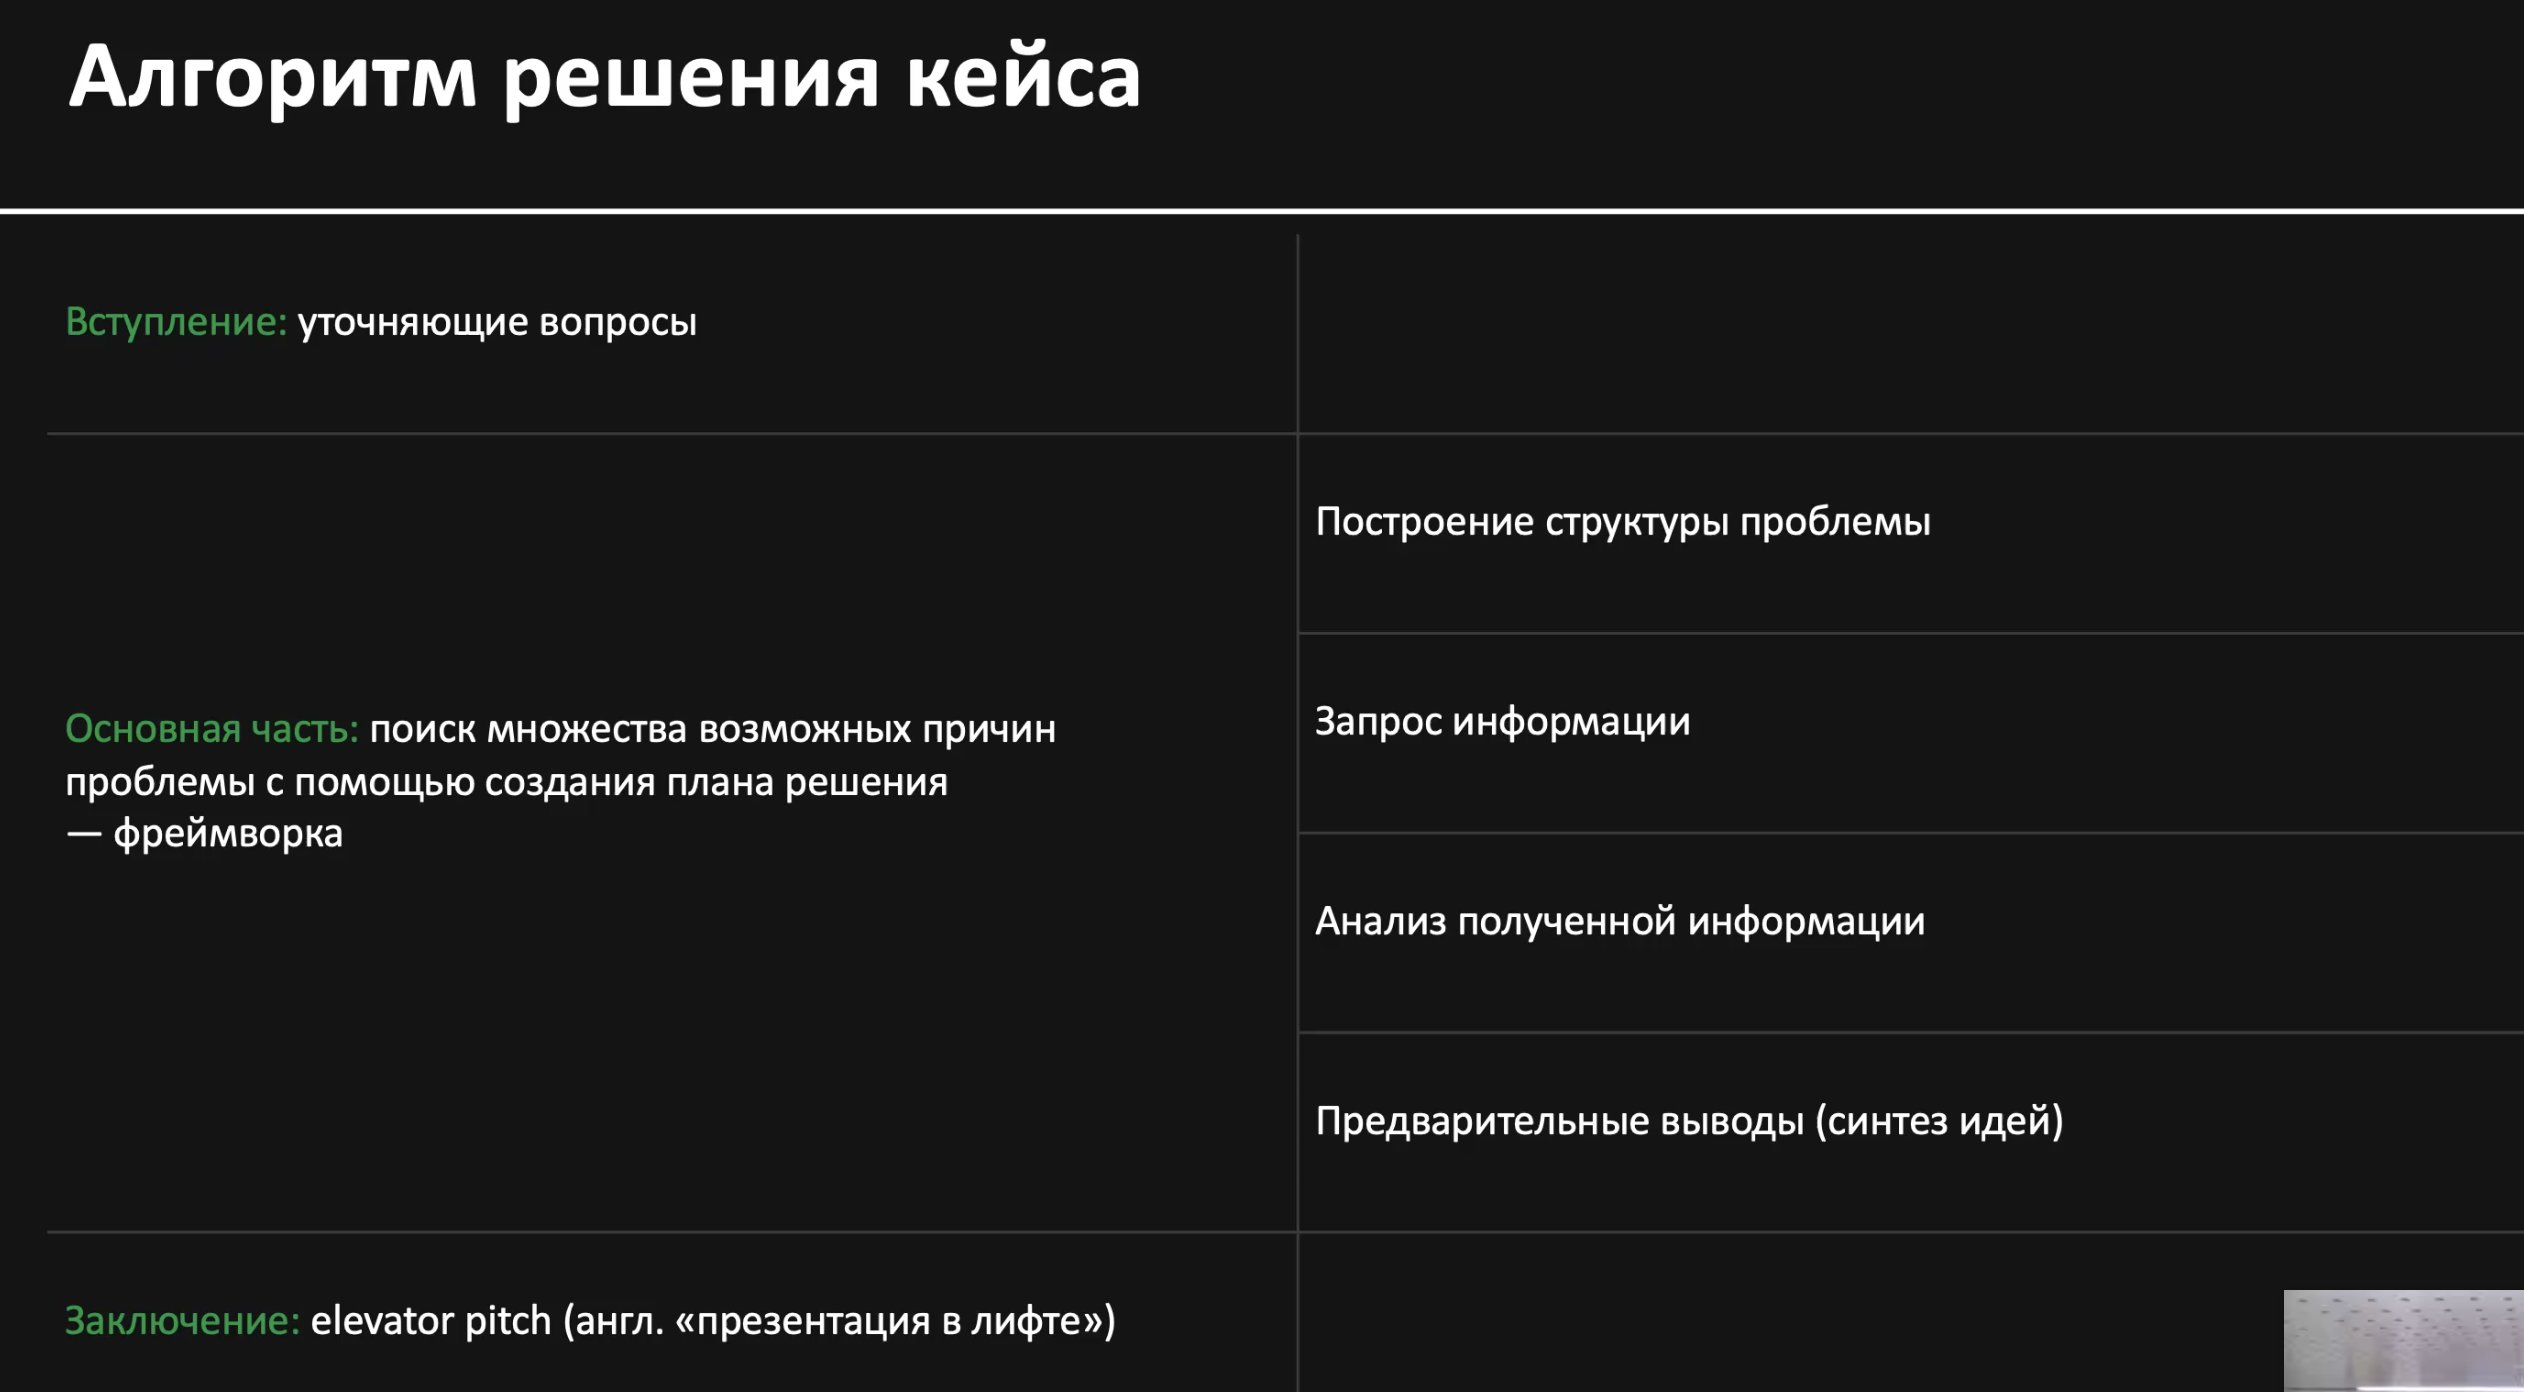 Алгоритм решения кейса
Вступление: уточняющие вопросы
Основная часть: поиск множества возможных причин
проблемы с помощью создания плана решения
— фреймворка
Построение структуры проблемы
Запрос информации
Анализ полученной информации
Предварительные выводы (синтез идей)
Заключение: elevator pitch (англ. «презентация в лифте»)